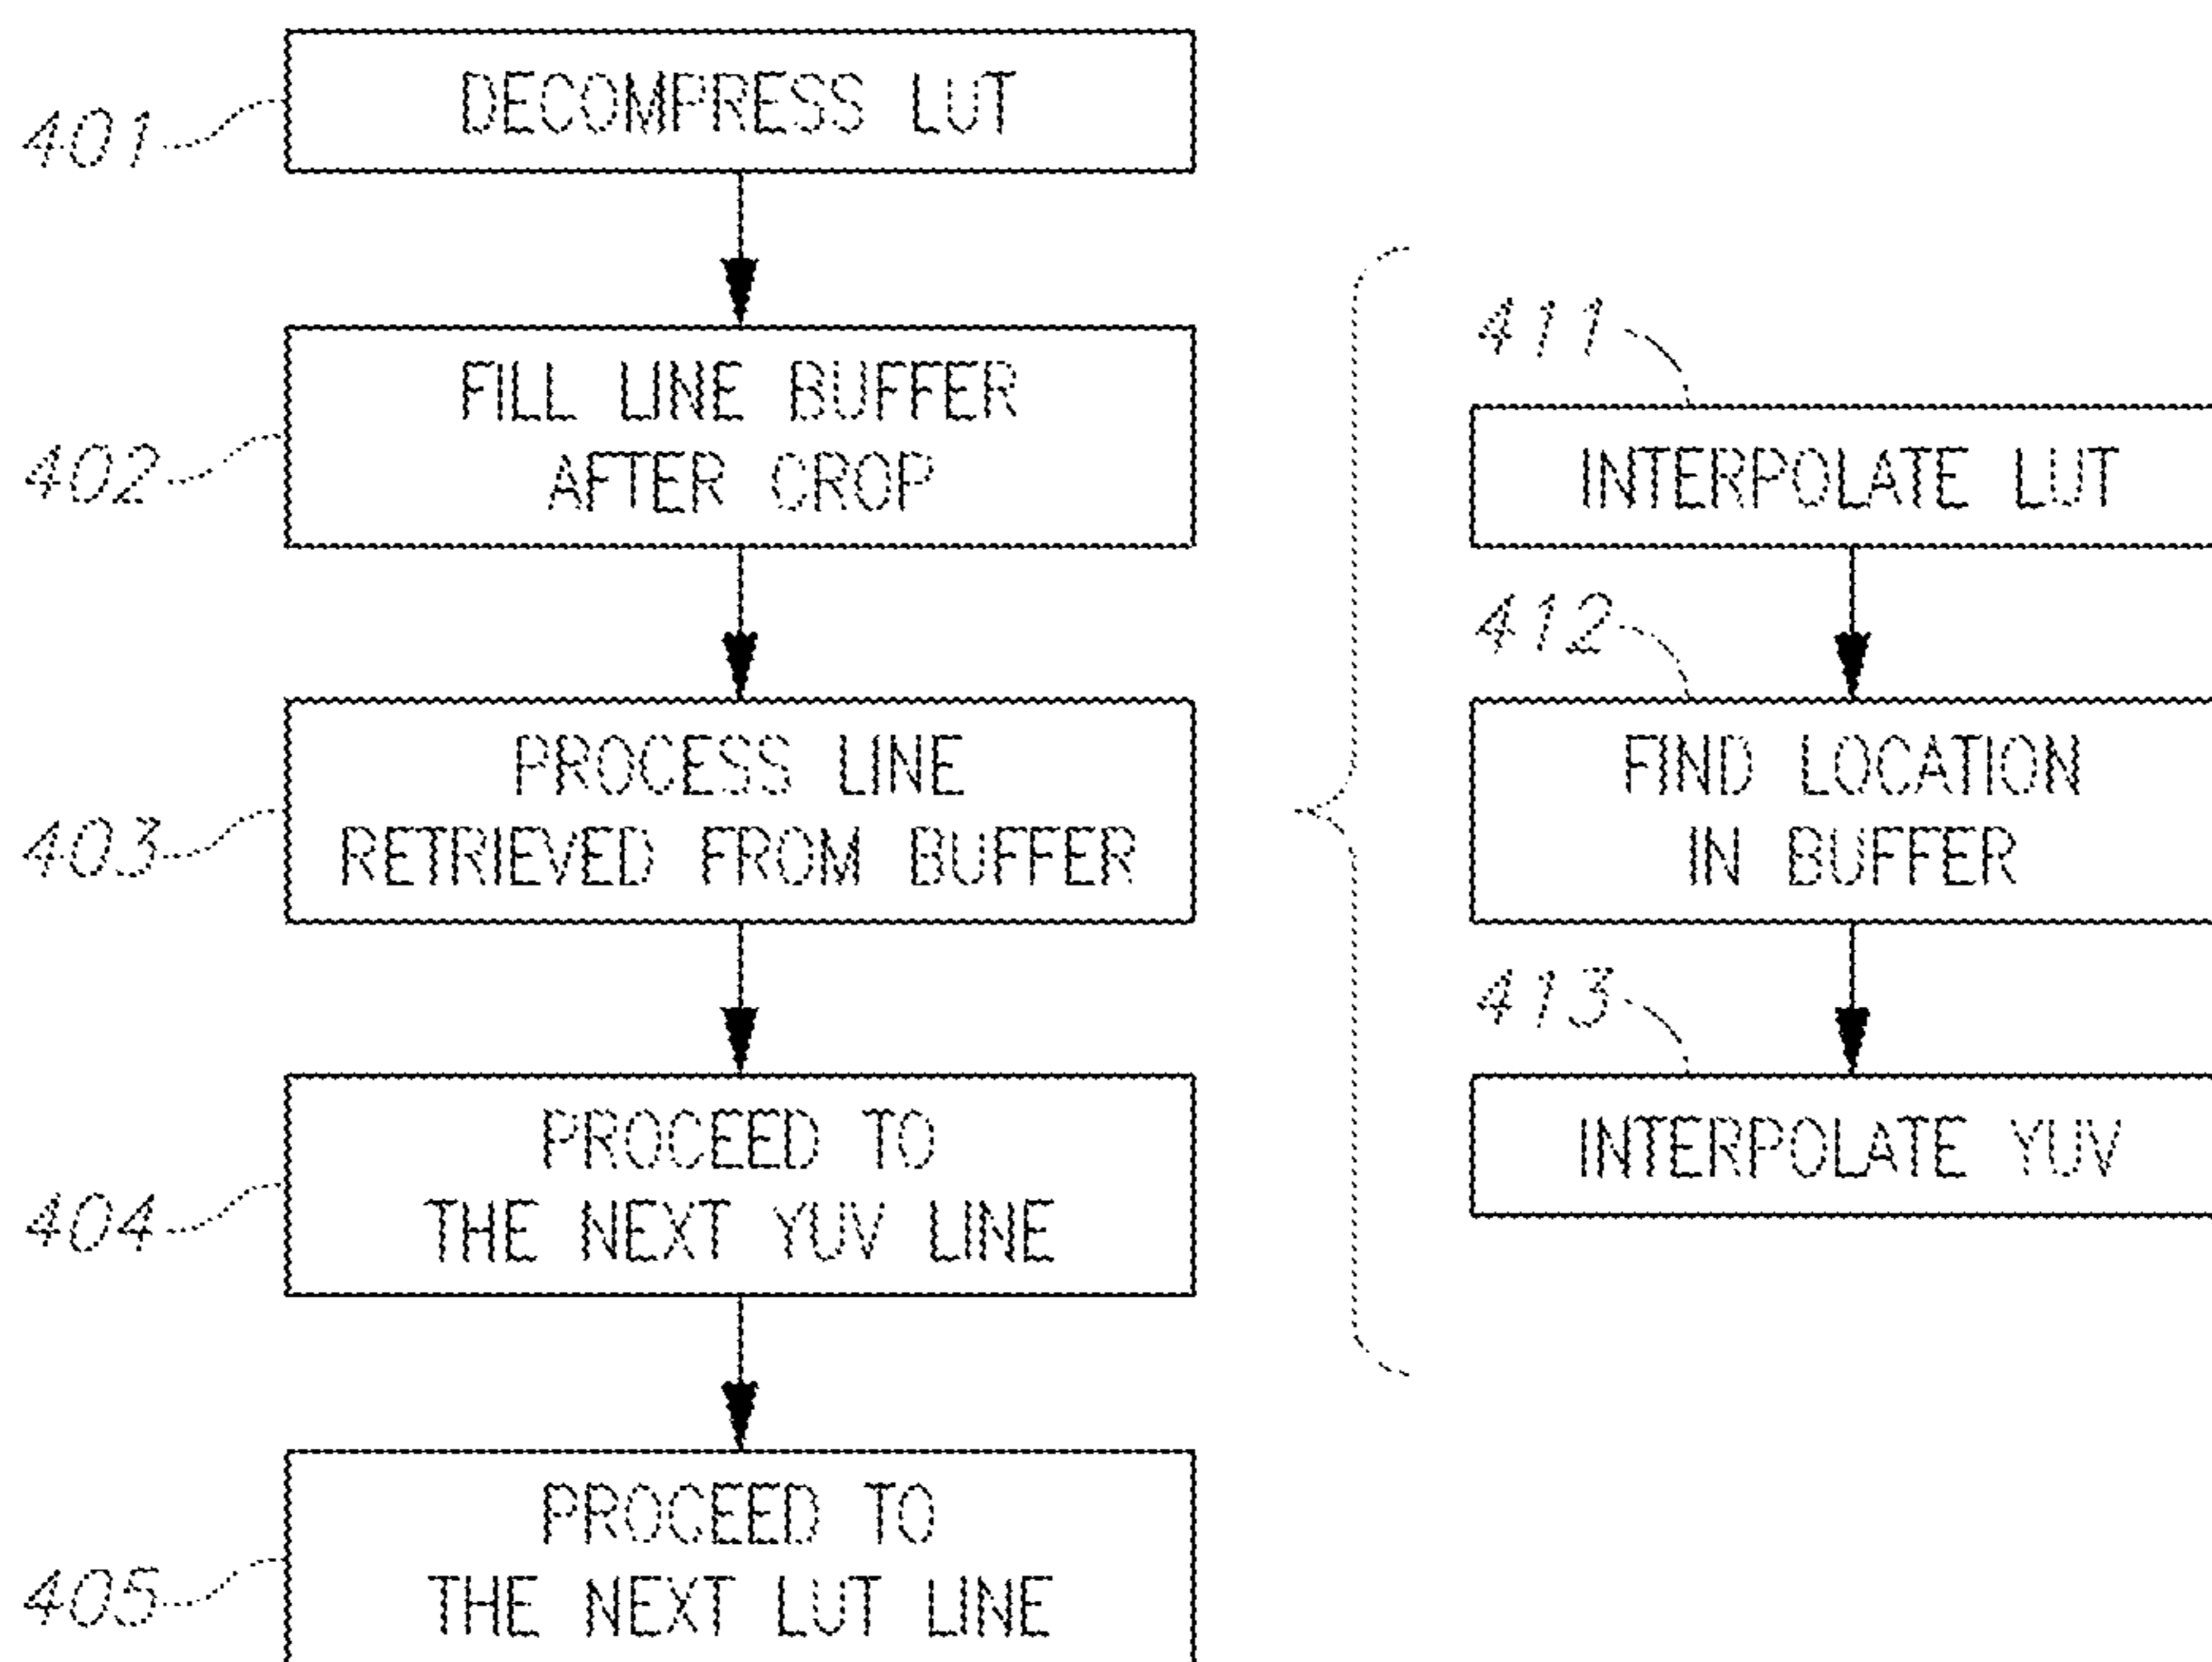 401
DECOMPRESS LUT
402
FILL LINE BUFFER
AFTER CROP
403
PROCESS LINE
RETRIEVED FROM BUFFER
404
PROCEED TO
THE NEXT YUV LINE
405
PROCEED TO
THE NEXT LUT LINE
411
INTERPOLATE LUT
412
FIND LOCATION
IN BUFFER
413
INTERPOLATE YUV